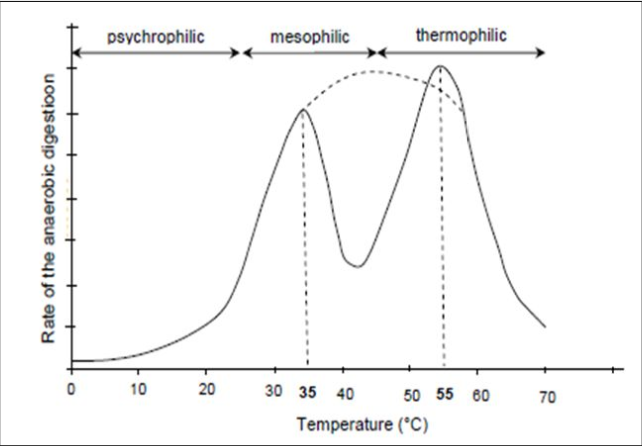 psychrophilic mesophilic thermophilic
Rate of the anaerobic digestioon
0 10 20 30 35 40 50 55 60 70
Temperature (°C)